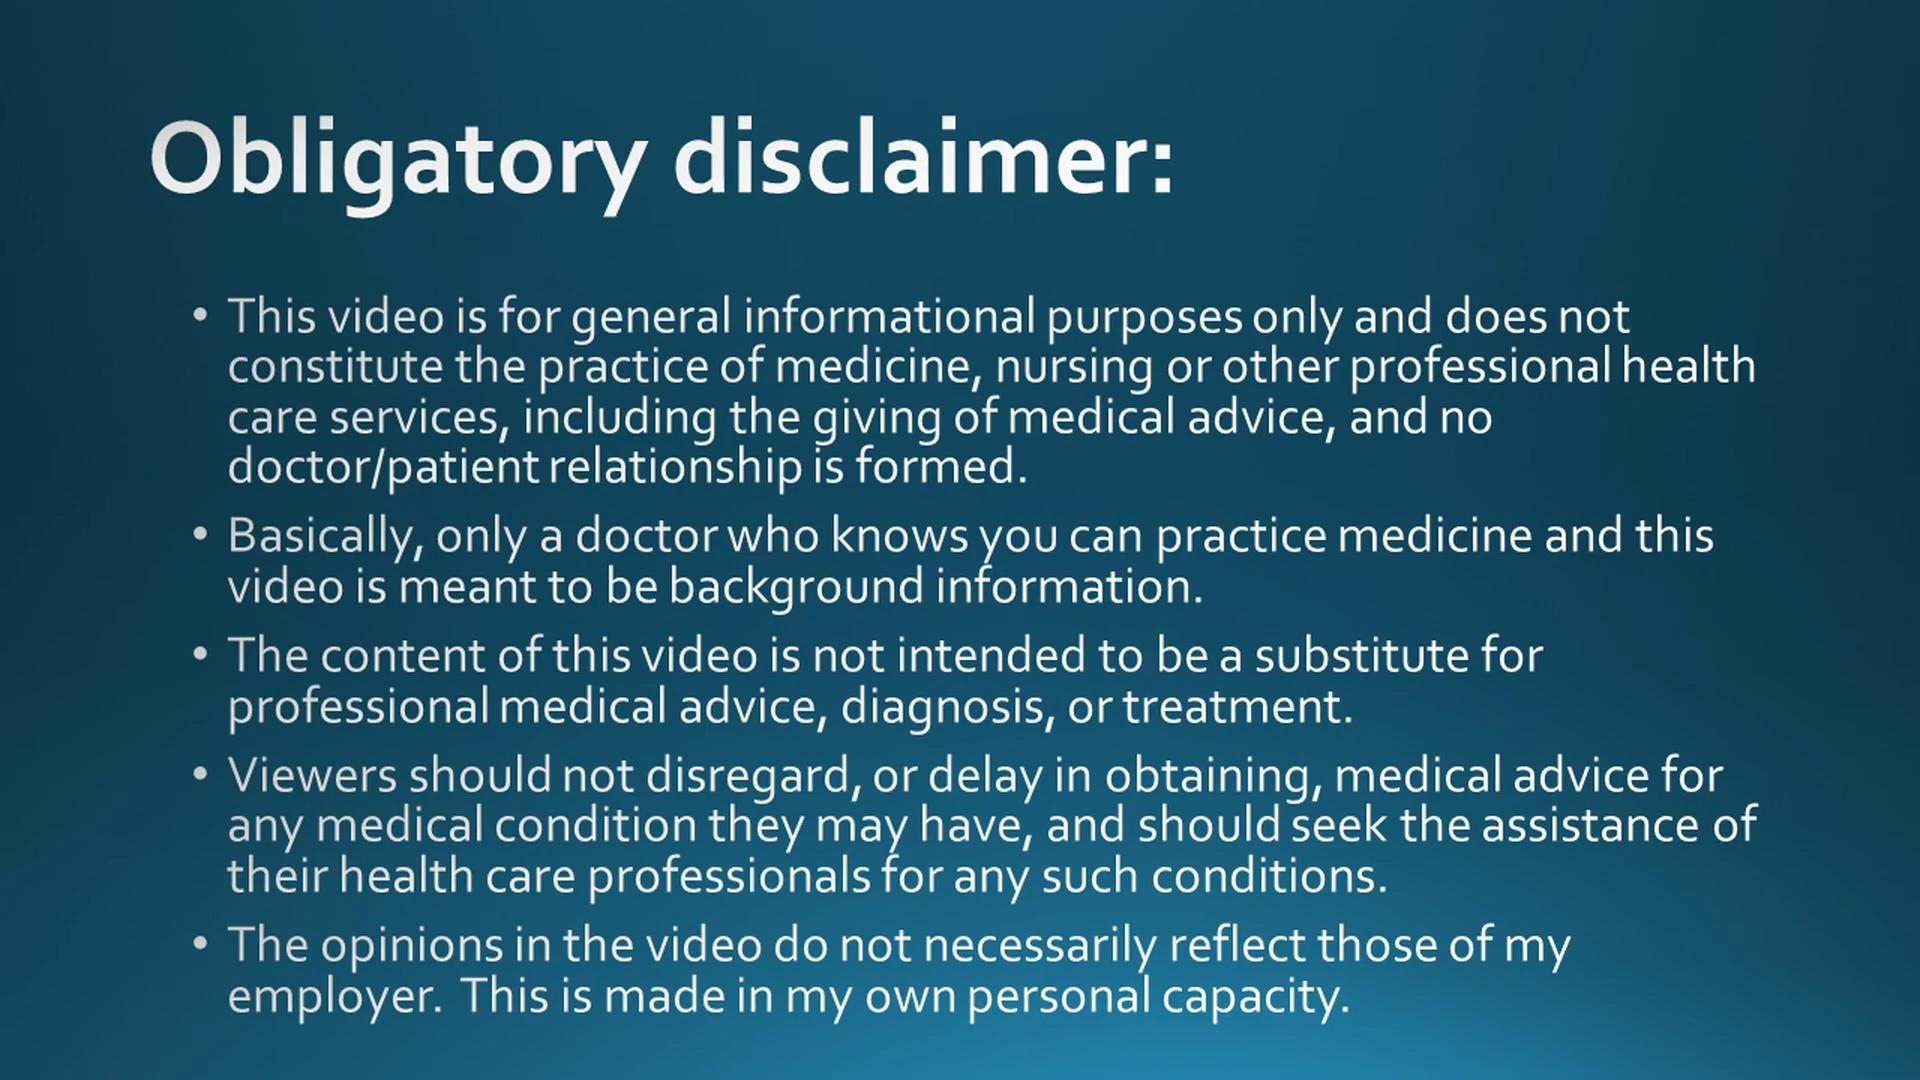 Obligatory disclaimer:
• This video is for general informational purposes only and does not
constitute the practice of medicine, nursing or other professional health
care services, including the giving of medical advice, and no
doctor/patient relationship is formed.
• Basically, only a doctor who knows you can practice medicine and this
video is meant to be background information.
• The content of this video is not intended to be a substitute for
professional medical advice, diagnosis, or treatment.
• Viewers should not disregard, or delay in obtaining, medical advice for
any medical condition they may have, and should seek the assistance of
their health care professionals for any such conditions.
• The opinions in the video do not necessarily reflect those of my
employer.  This is made in my own personal capacity.